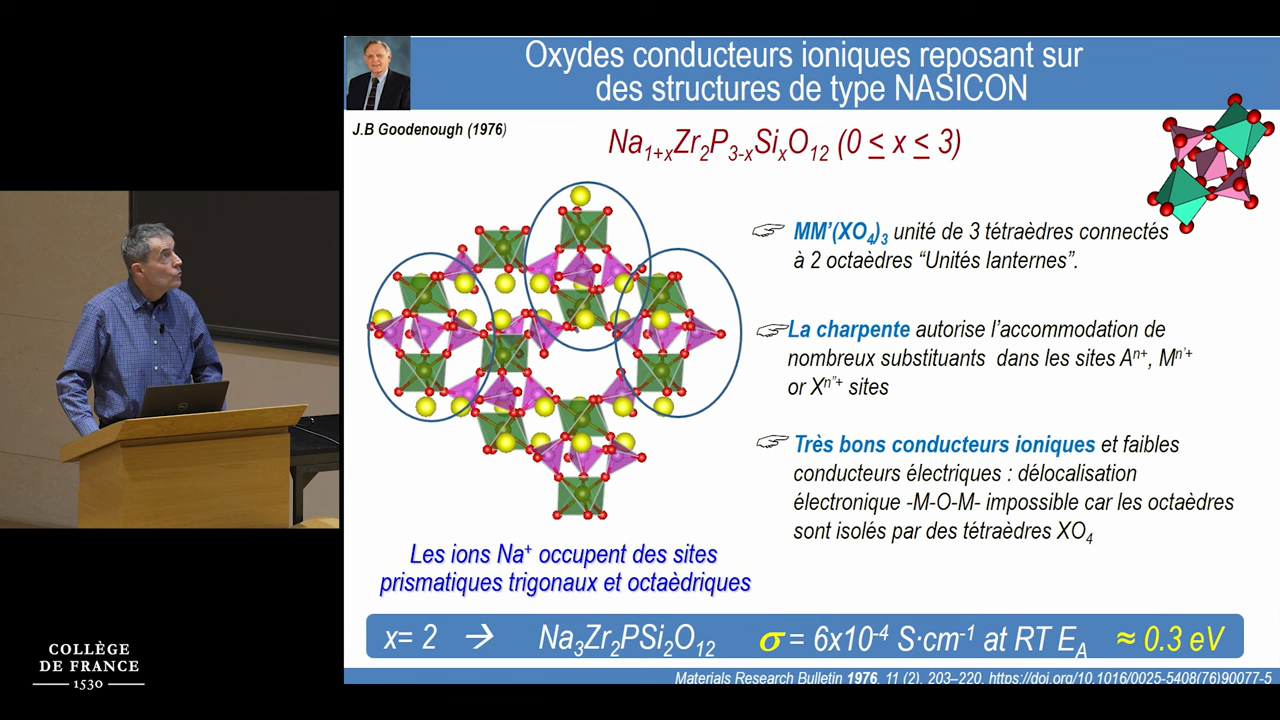 Oxydes conducteurs ioniques reposant sur
des structures de type NASICON
J.B Goodenough (1976)
Na1+xZr2P3-xSixO12 (0 ≤ x ≤ 3)
MM'(XO4)3 unité de 3 tétraèdres connectés
à 2 octaèdres “Unités lanternes”.
La charpente autorise l'accommodation de
nombreux substituants dans les sites An+, Mn'+
or Xn"+ sites
Très bons conducteurs ioniques et faibles
conducteurs électriques : délocalisation
électronique -M-O-M- impossible car les octaèdres
sont isolés par des tétraèdres XO4
Les ions Na+ occupent des sites
prismatiques trigonaux et octaèdriques
x= 2 → Na3Zr2PSi2O12 σ = 6x10-4 S·cm-1 at RT EA ≈ 0.3 eV
Materials Research Bulletin 1976, 11 (2), 203–220. https://doi.org/10.1016/0025-5408(76)90077-5
COLLÈGE
DE FRANCE
1530